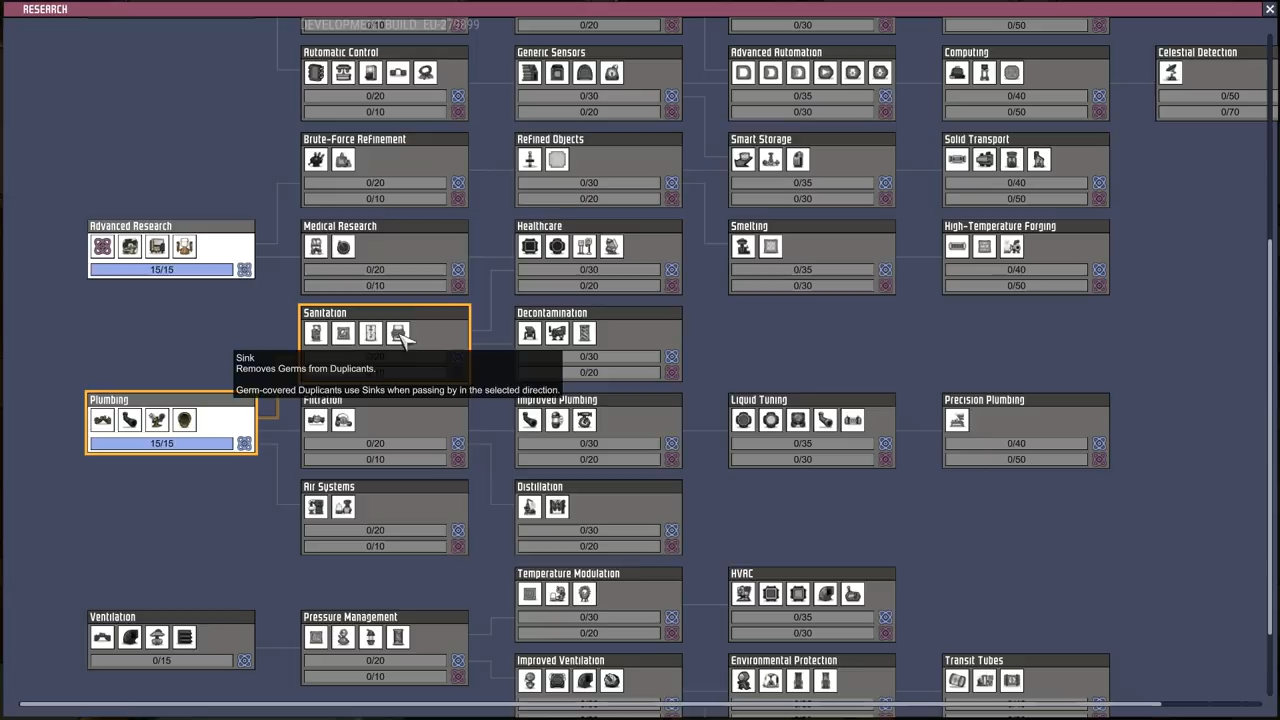 RESEARCH
DEVELOPMENT BUILD: EU-279899
0/10
0/20
0/30
0/50
Automatic Control
Generic Sensors
Advanced Automation
Computing
Celestial Detection
0/20
0/30
0/35
0/40
0/50
0/10
0/20
0/30
0/50
0/70
Brute-Force Refinement
Refined Objects
Smart Storage
Solid Transport
0/20
0/30
0/35
0/40
0/10
0/20
0/30
0/50
Advanced Research
Medical Research
Healthcare
Smelting
High-Temperature Forging
15/15
0/20
0/30
0/35
0/40
0/10
0/20
0/30
0/50
Sanitation
Decontamination
0/20
0/30
0/20
Sink
Removes Germs from Duplicants.
Germ-covered Duplicants use Sinks when passing by in the selected direction.
Plumbing
Filtration
Improved Plumbing
Liquid Tuning
Precision Plumbing
15/15
0/20
0/30
0/35
0/40
0/10
0/20
0/30
0/50
Air Systems
Distillation
0/20
0/30
0/10
0/20
Temperature Modulation
HVAC
0/30
0/35
0/20
0/30
Ventilation
Pressure Management
0/15
0/20
0/10
Improved Ventilation
Environmental Protection
Transit Tubes